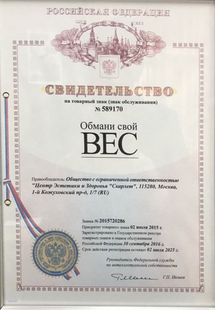 РОССИЙСКАЯ ФЕДЕРАЦИЯ
СВИДЕТЕЛЬСТВО
на товарный знак (знак обслуживания)
№ 589170
Обмани свой
ВЕС
Правообладатель: Общество с ограниченной ответственностью
"Центр Эстетики и Здоровья "Скарлет", 115280, Москва,
1-й Кожуховский пр-д, 1/7 (RU)
Заявка № 2015720286
Приоритет товарного знака 02 июля 2015 г.
Зарегистрировано в Государственном реестре
товарных знаков и знаков обслуживания
Российской Федерации 30 сентября 2016 г.
Срок действия регистрации истекает 02 июля 2025 г.
Руководитель Федеральной службы
по интеллектуальной собственности
Г.П. Ивлиев